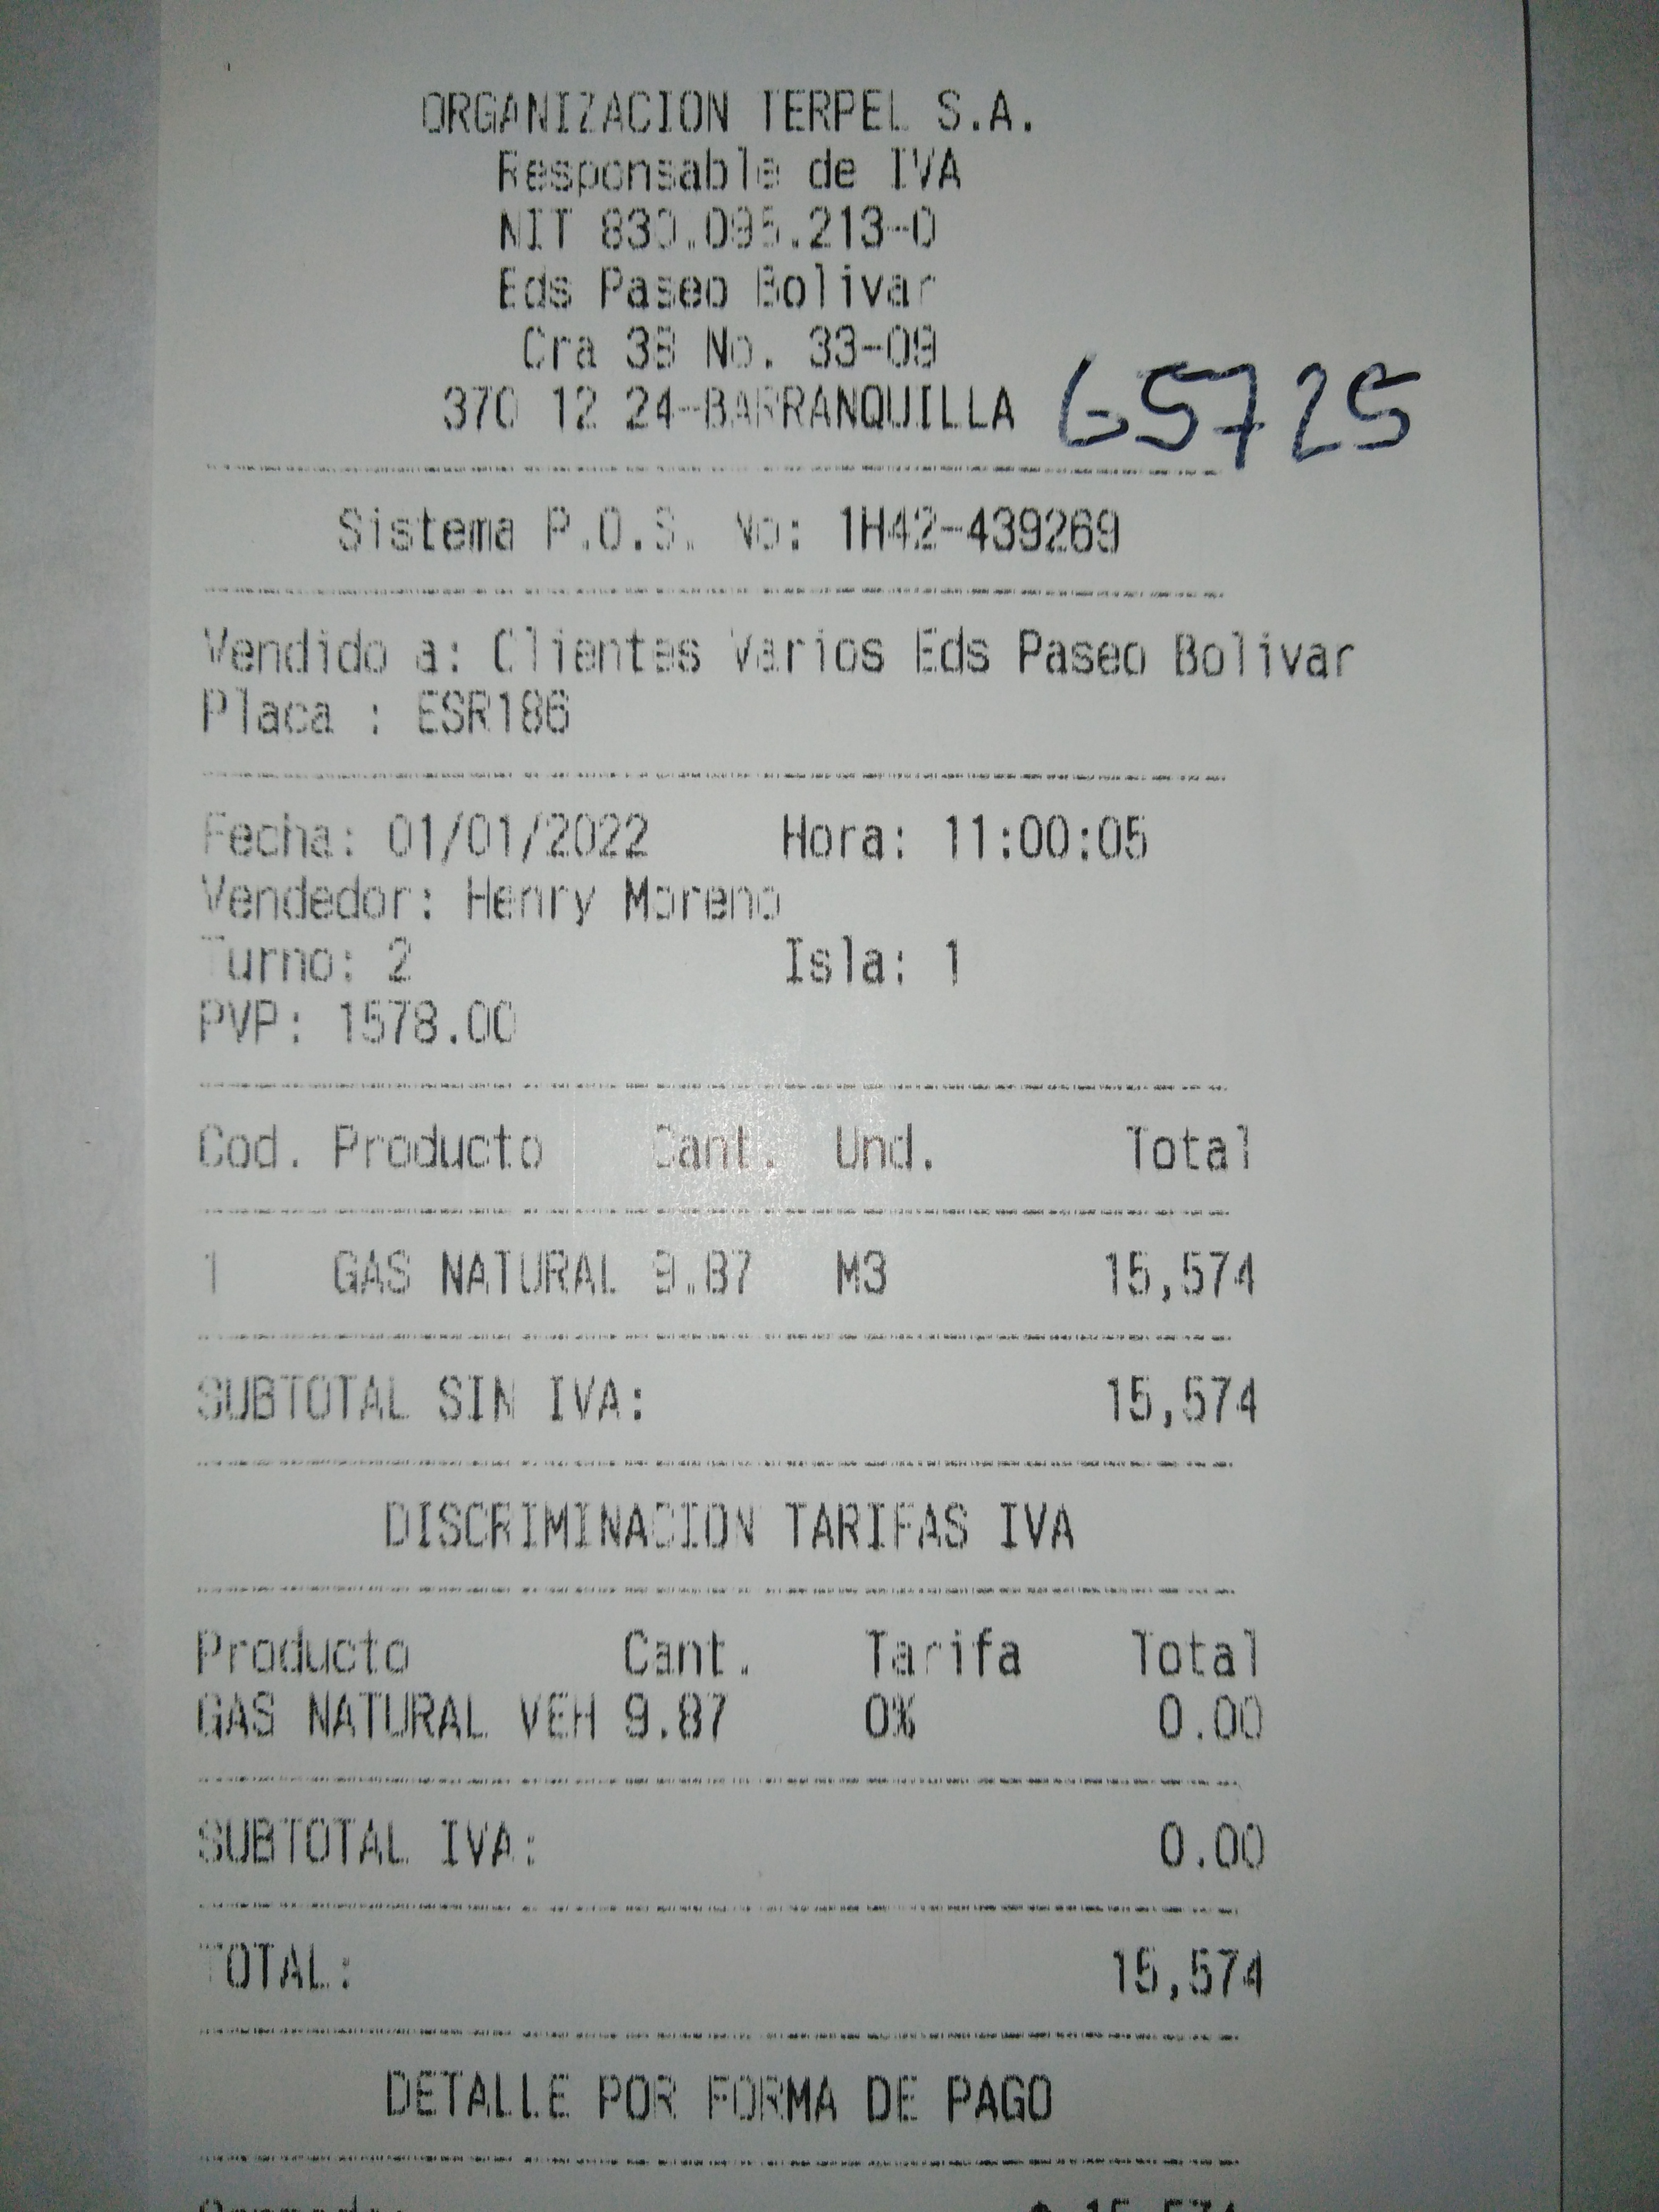 ORGANIZACION TERPEL S.A.
Responsable de IVA
NIT 830.095.213-0
Eds Paseo Bolivar
Cra 38 No. 33-09
370 12 24-BARRANQUILLA 65725
Sistema P.O.S. No: 1H42-439269
Vendido a: Clientes Varios Eds Paseo Bolivar
Placa : ESR186
Fecha: 01/01/2022 Hora: 11:00:05
Vendedor: Henry Moreno
Turno: 2 Isla: 1
PVP: 1578.00
Cod. Producto Cant. Und. Total
1 GAS NATURAL 9.87 M3 15,574
SUBTOTAL SIN IVA: 15,574
DISCRIMINACION TARIFAS IVA
Producto Cant. Tarifa Total
GAS NATURAL VEH 9.87 0% 0.00
SUBTOTAL IVA: 0.00
TOTAL: 15,574
DETALLE POR FORMA DE PAGO